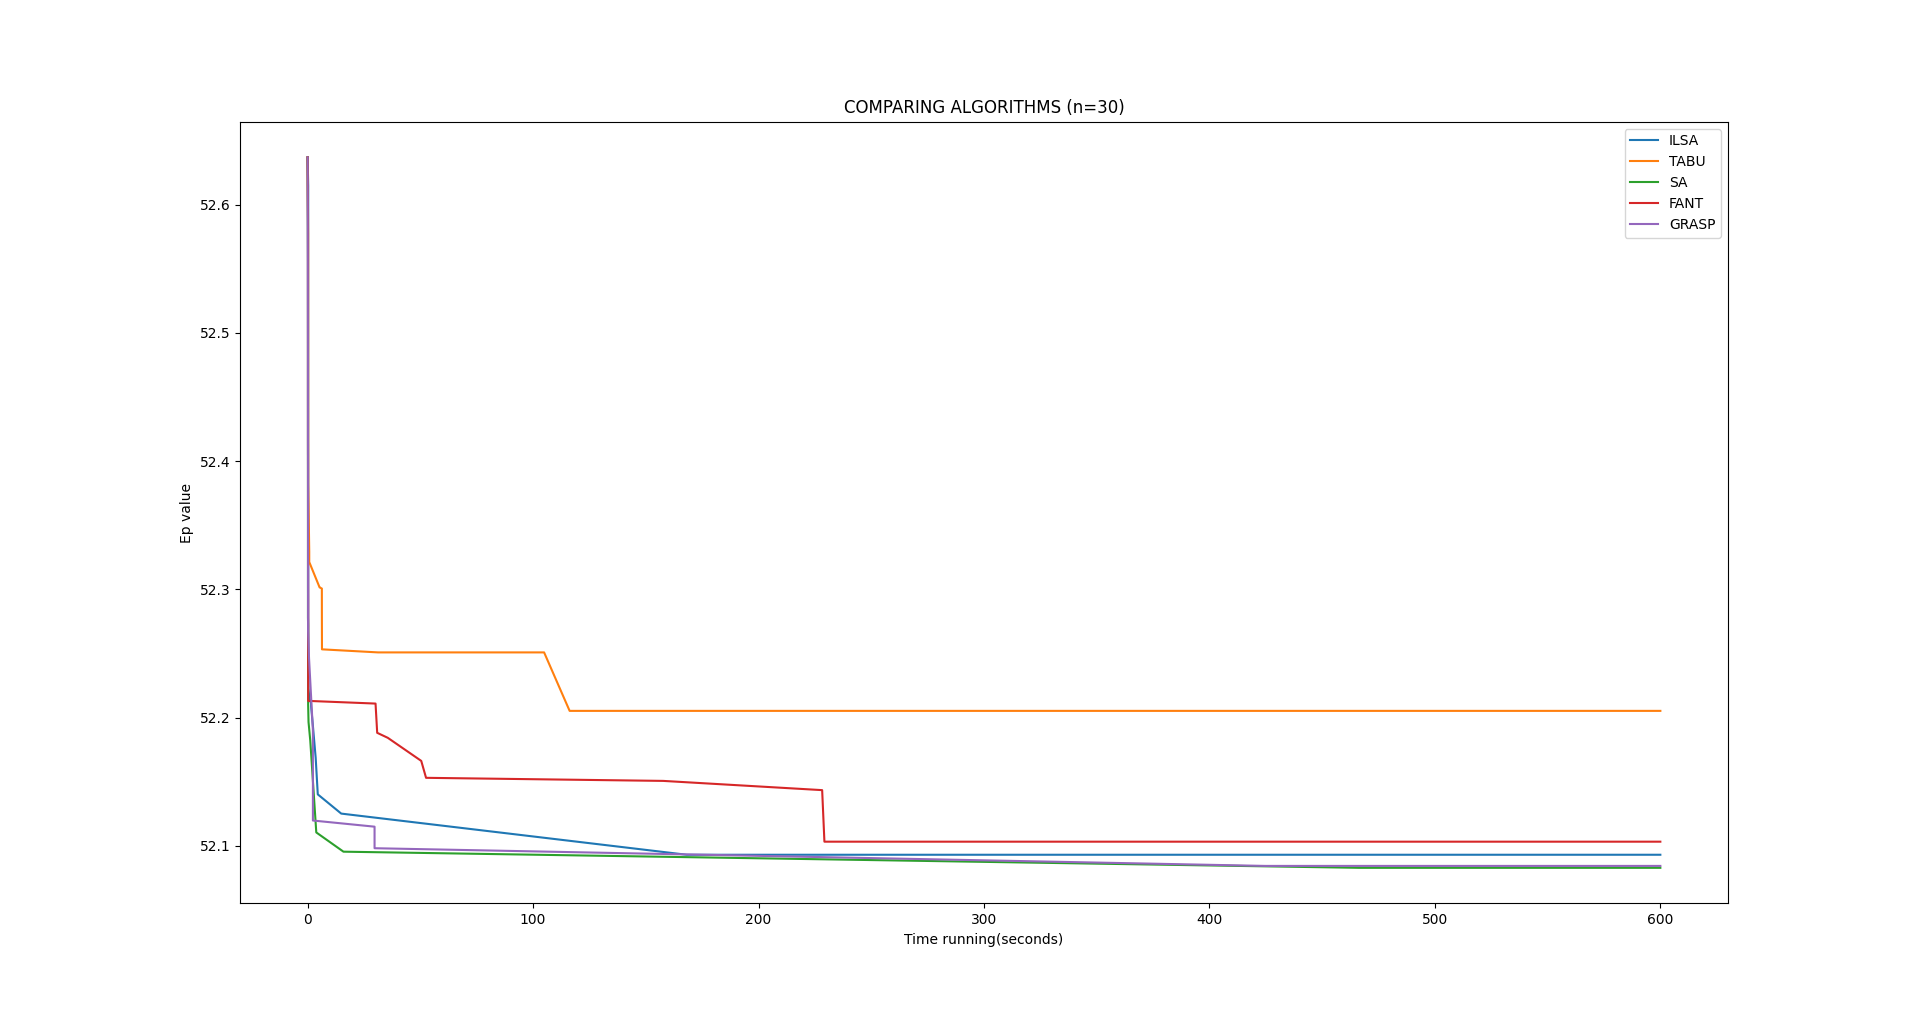 COMPARING ALGORITHMS (n=30)
ILSA
TABU
SA
FANT
GRASP
52.6
52.5
52.4
52.3
52.2
52.1
Ep value
0 100 200 300 400 500 600
Time running(seconds)